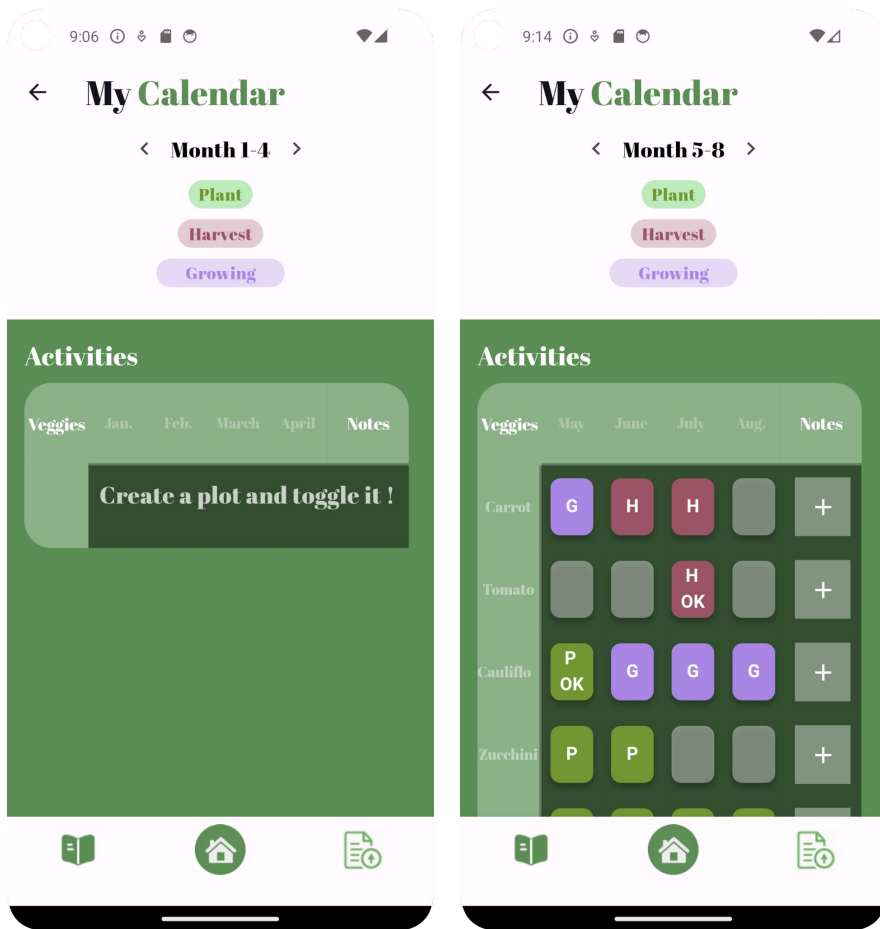 9:06
My Calendar
< Month 1-4 >
Plant
Harvest
Growing
Activities
Veggies Jan. Feb. March April Notes
Create a plot and toggle it !
9:14
My Calendar
< Month 5-8 >
Plant
Harvest
Growing
Activities
Veggies May June July Aug. Notes
Carrot G H H +
Tomato H OK +
Cauliflo P OK G G G +
Zucchini P P +